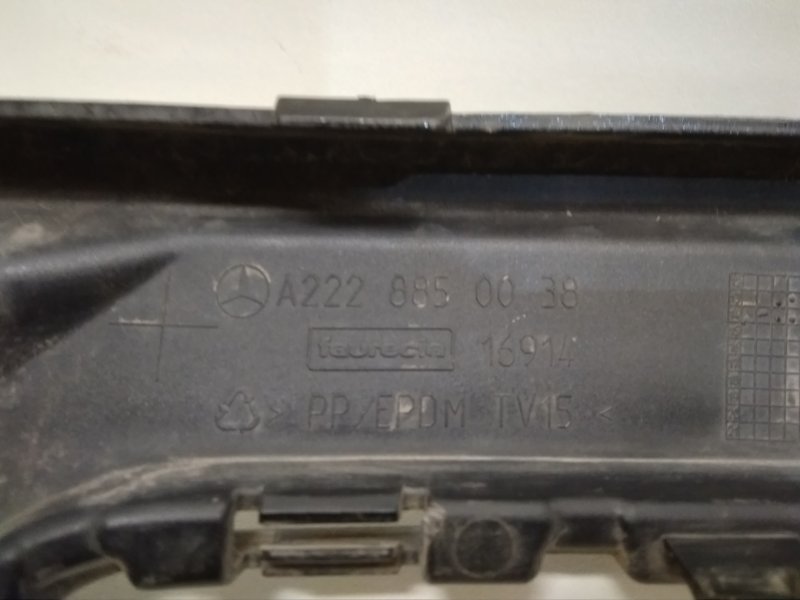 A222 885 00 38
faurecia 16914
> PP/EPDM TV15 <